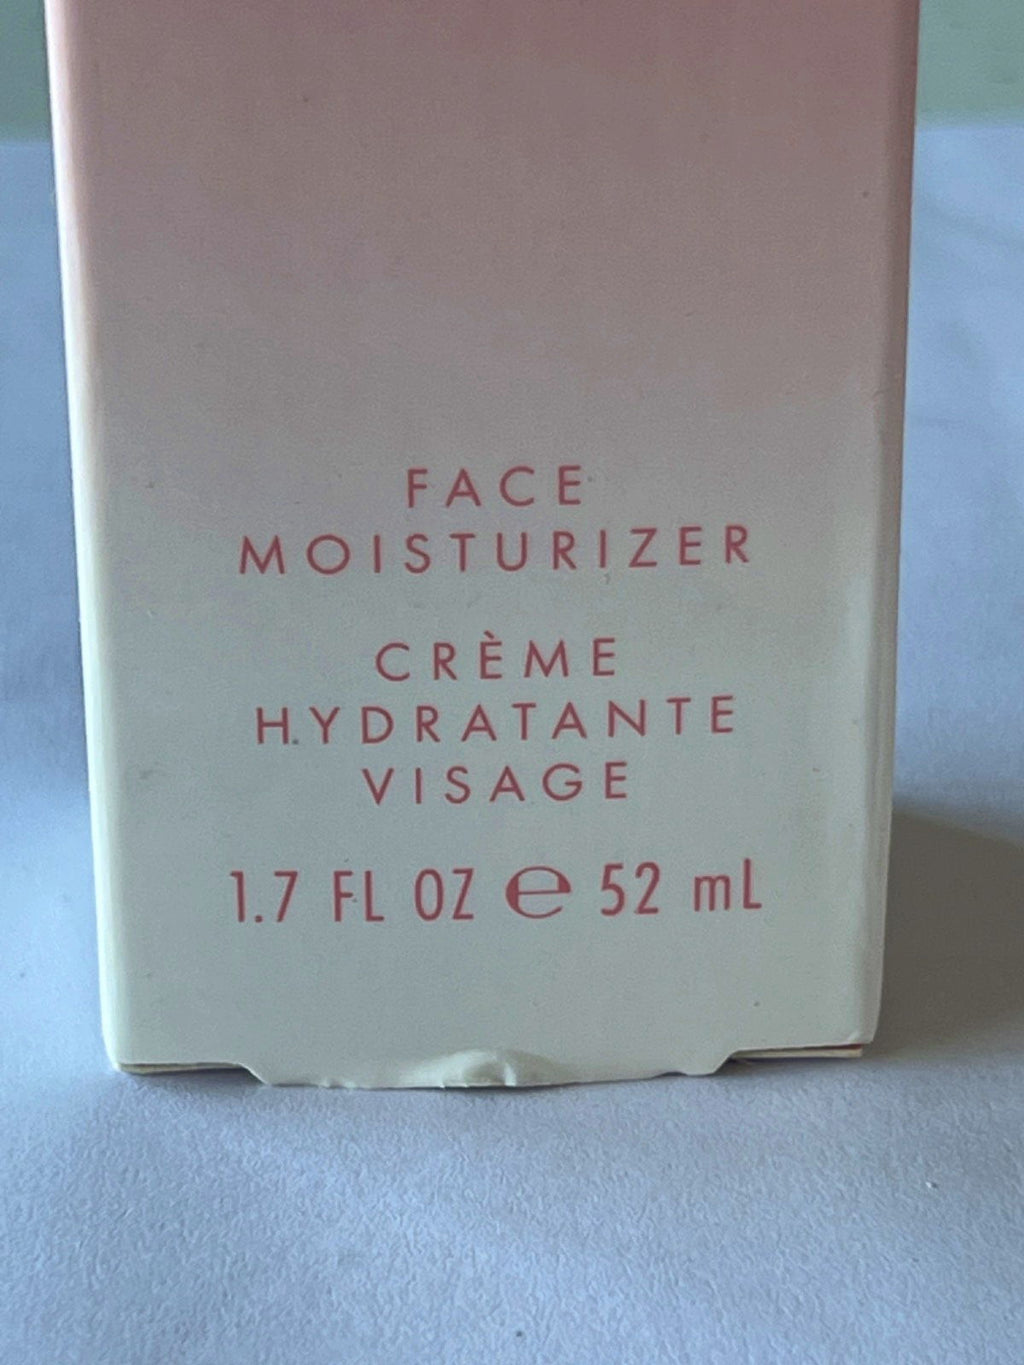 FACE
MOISTURIZER
CRÈME
HYDRATANTE
VISAGE
1.7 FL OZ ℮ 52 mL